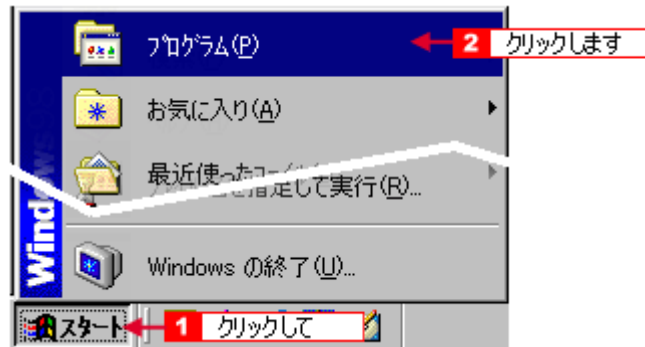 プログラム(P)
2 クリックします
お気に入り(A)
最近使った
指定して実行(R)...
Windows の終了(U)...
Windows
スタート
1 クリックして